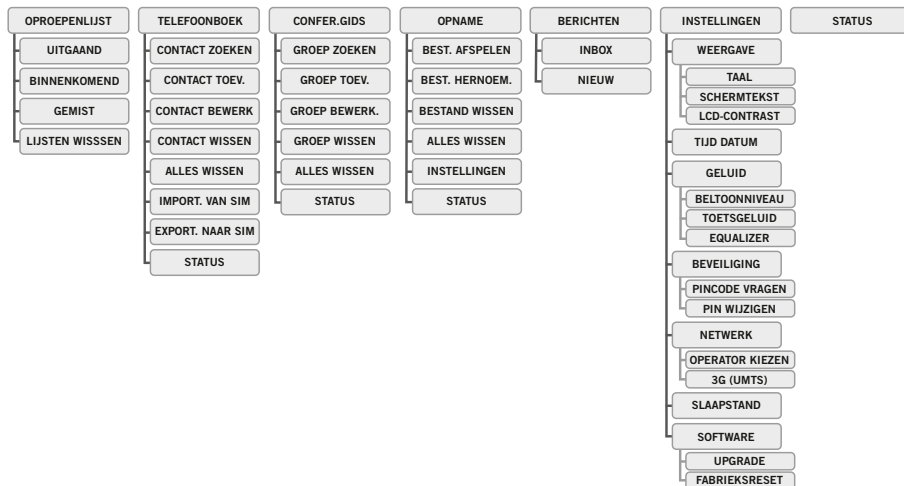 OPROEPENLIJST
UITGAAND
BINNENKOMEND
GEMIST
LIJSTEN WISSSEN
TELEFOONBOEK
CONTACT ZOEKEN
CONTACT TOEV.
CONTACT BEWERK
CONTACT WISSEN
ALLES WISSEN
IMPORT. VAN SIM
EXPORT. NAAR SIM
STATUS
CONFER.GIDS
GROEP ZOEKEN
GROEP TOEV.
GROEP BEWERK.
GROEP WISSEN
ALLES WISSEN
STATUS
OPNAME
BEST. AFSPELEN
BEST. HERNOEM.
BESTAND WISSEN
ALLES WISSEN
INSTELLINGEN
STATUS
BERICHTEN
INBOX
NIEUW
INSTELLINGEN
WEERGAVE
TAAL
SCHERMTEKST
LCD-CONTRAST
TIJD DATUM
GELUID
BELTOONNIVEAU
TOETSGELUID
EQUALIZER
BEVEILIGING
PINCODE VRAGEN
PIN WIJZIGEN
NETWERK
OPERATOR KIEZEN
3G (UMTS)
SLAAPSTAND
SOFTWARE
UPGRADE
FABRIEKSRESET
STATUS